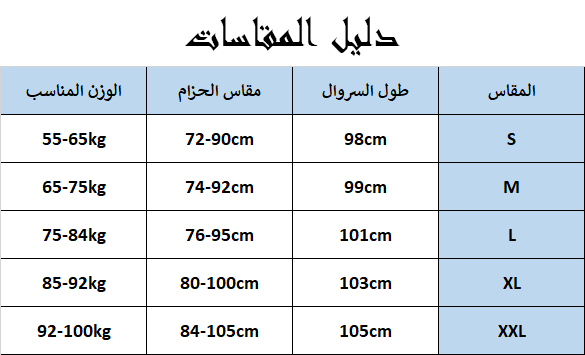 دليل المقاسات
المقاس طول السروال مقاس الحزام الوزن المناسب
S 98cm 72-90cm 55-65kg
M 99cm 74-92cm 65-75kg
L 101cm 76-95cm 75-84kg
XL 103cm 80-100cm 85-92kg
XXL 105cm 84-105cm 92-100kg